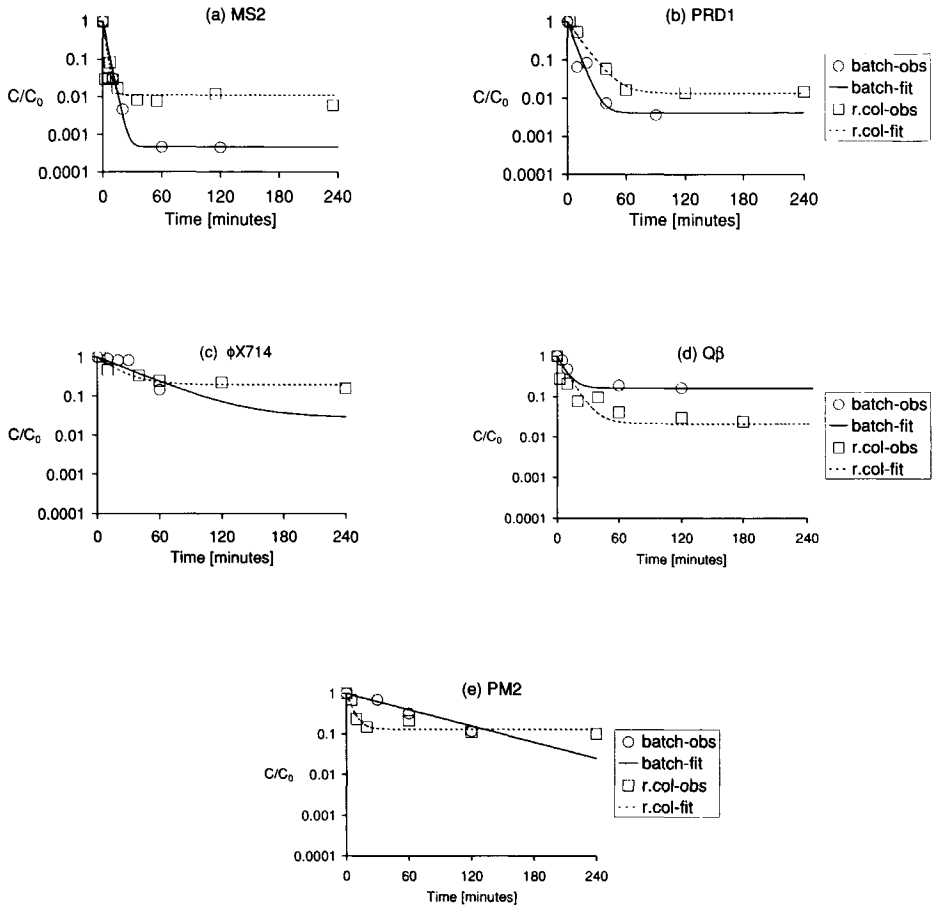 (a) MS2
1
0.1
C/C0
0.01
0.001
0.0001
0 60 120 180 240
Time [minutes]
(b) PRD1
1
0.1
C/C0
0.01
0.001
0.0001
0 60 120 180 240
Time [minutes]
batch-obs
batch-fit
r.col-obs
r.col-fit
(c) ϕX714
1
0.1
C/C0
0.01
0.001
0.0001
0 60 120 180 240
Time [minutes]
(d) Qβ
1
0.1
C/C0
0.01
0.001
0.0001
0 60 120 180 240
Time [minutes]
batch-obs
batch-fit
r.col-obs
r.col-fit
(e) PM2
1
0.1
C/C0
0.01
0.001
0.0001
0 60 120 180 240
Time [minutes]
batch-obs
batch-fit
r.col-obs
r.col-fit